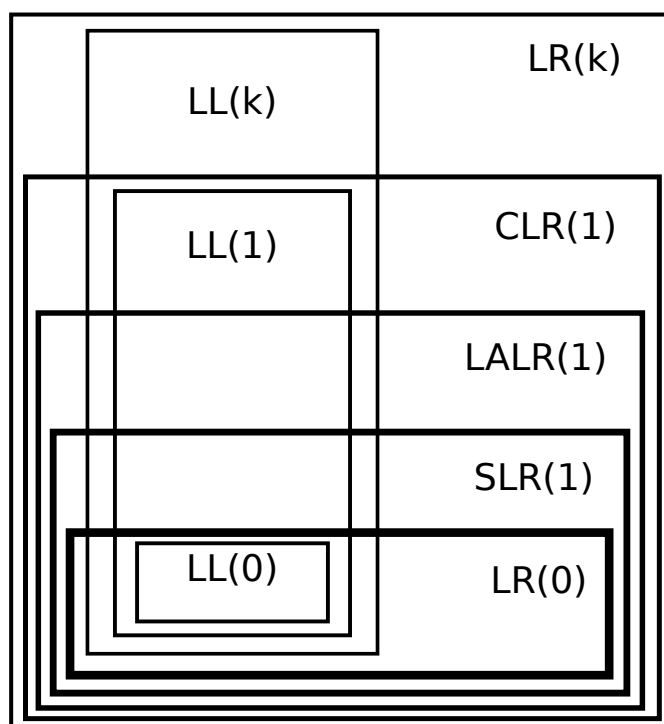 LR(k)
LL(k)
CLR(1)
LL(1)
LALR(1)
SLR(1)
LL(0)
LR(0)